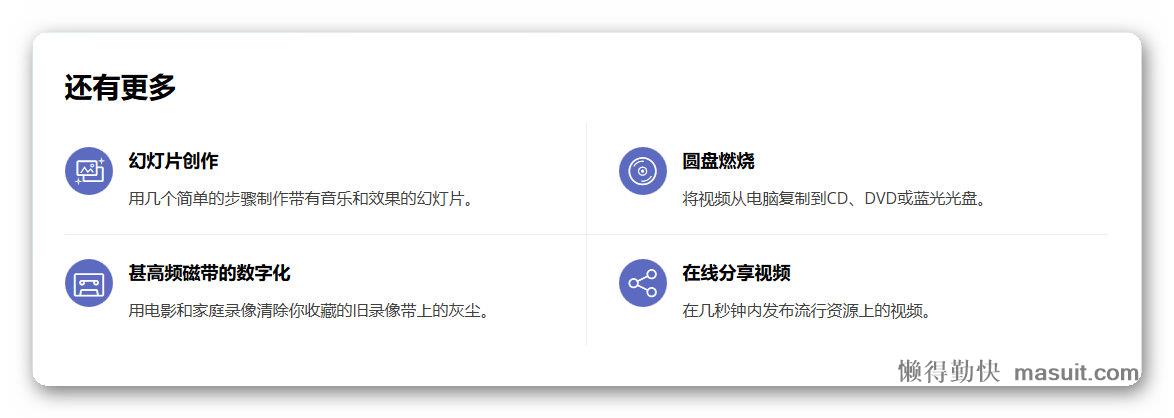 还有更多
幻灯片创作
用几个简单的步骤制作带有音乐和效果的幻灯片。
圆盘燃烧
将视频从电脑复制到CD、DVD或蓝光光盘。
甚高频磁带的数字化
用电影和家庭录像清除你收藏的旧录像带上的灰尘。
在线分享视频
在几秒钟内发布流行资源上的视频。
懒得勤快 masuit.com